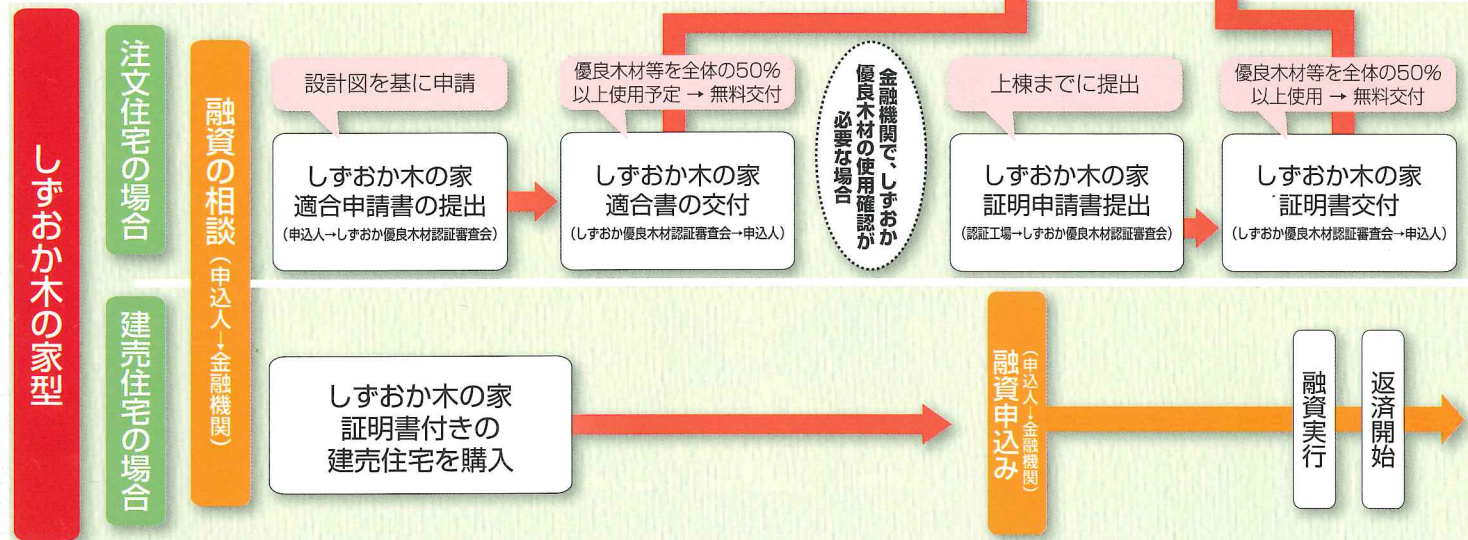 しずおか木の家型
注文住宅の場合
融資の相談(申込人→金融機関)
設計図を基に申請
しずおか木の家
適合申請書の提出
(申込人→しずおか優良木材認証審査会)
優良木材等を全体の50%
以上使用予定 → 無料交付
しずおか木の家
適合書の交付
(しずおか優良木材認証審査会→申込人)
金融機関で、しずおか
優良木材の使用確認が
必要な場合
上棟までに提出
しずおか木の家
証明申請書提出
(認証工場→しずおか優良木材認証審査会)
優良木材等を全体の50%
以上使用 → 無料交付
しずおか木の家
証明書交付
(しずおか優良木材認証審査会→申込人)
建売住宅の場合
しずおか木の家
証明書付きの
建売住宅を購入
(申込人→金融機関)
融資申込み
融資実行
返済開始